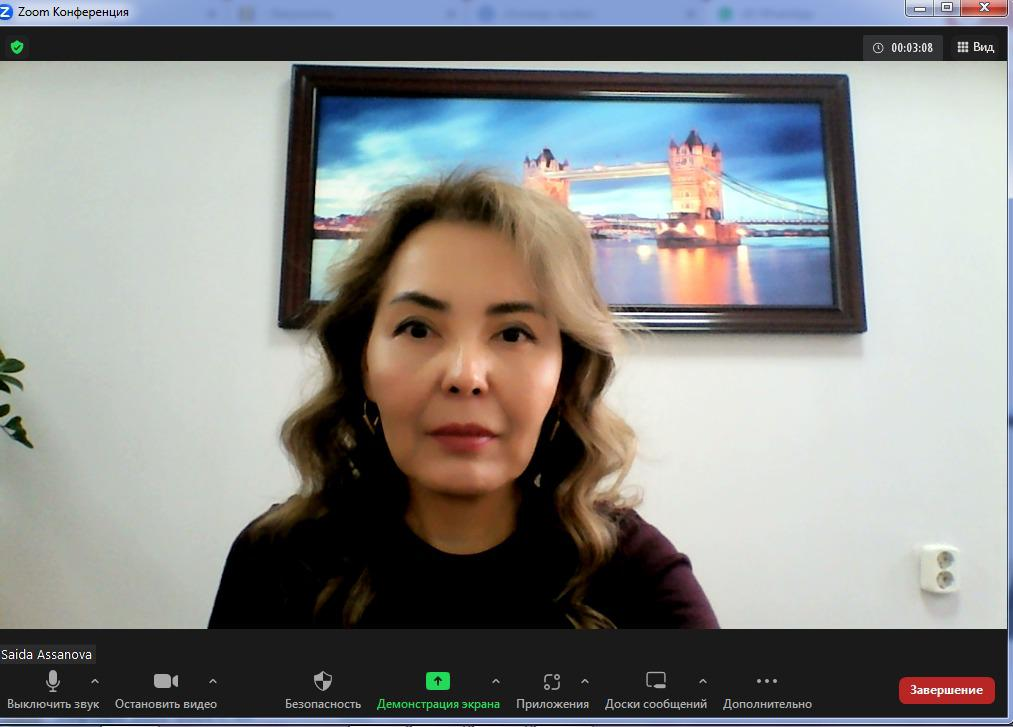 Zoom Конференция
00:03:08
Вид
Saida Assanova
Выключить звук
Остановить видео
Безопасность
Демонстрация экрана
Приложения
Доски сообщений
Дополнительно
Завершение